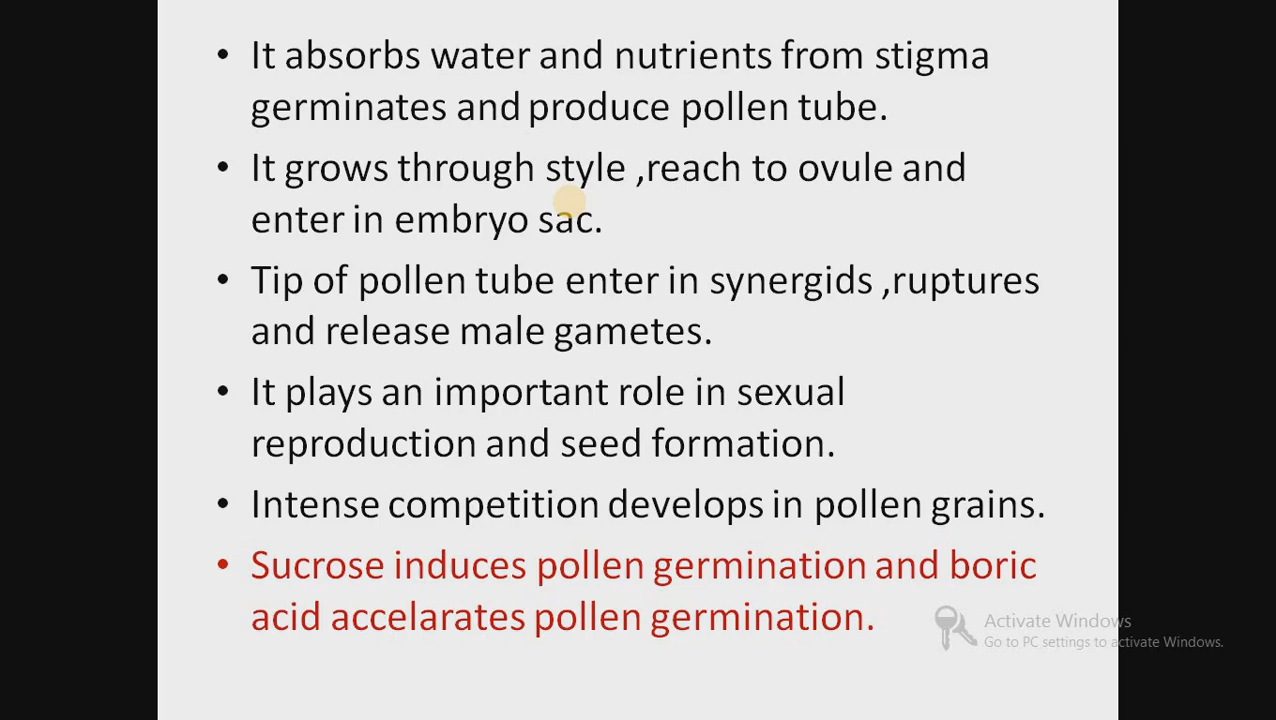 • It absorbs water and nutrients from stigma
germinates and produce pollen tube.
• It grows through style ,reach to ovule and
enter in embryo sac.
• Tip of pollen tube enter in synergids ,ruptures
and release male gametes.
• It plays an important role in sexual
reproduction and seed formation.
• Intense competition develops in pollen grains.
• Sucrose induces pollen germination and boric
acid accelarates pollen germination.
Activate Windows
Go to PC settings to activate Windows.